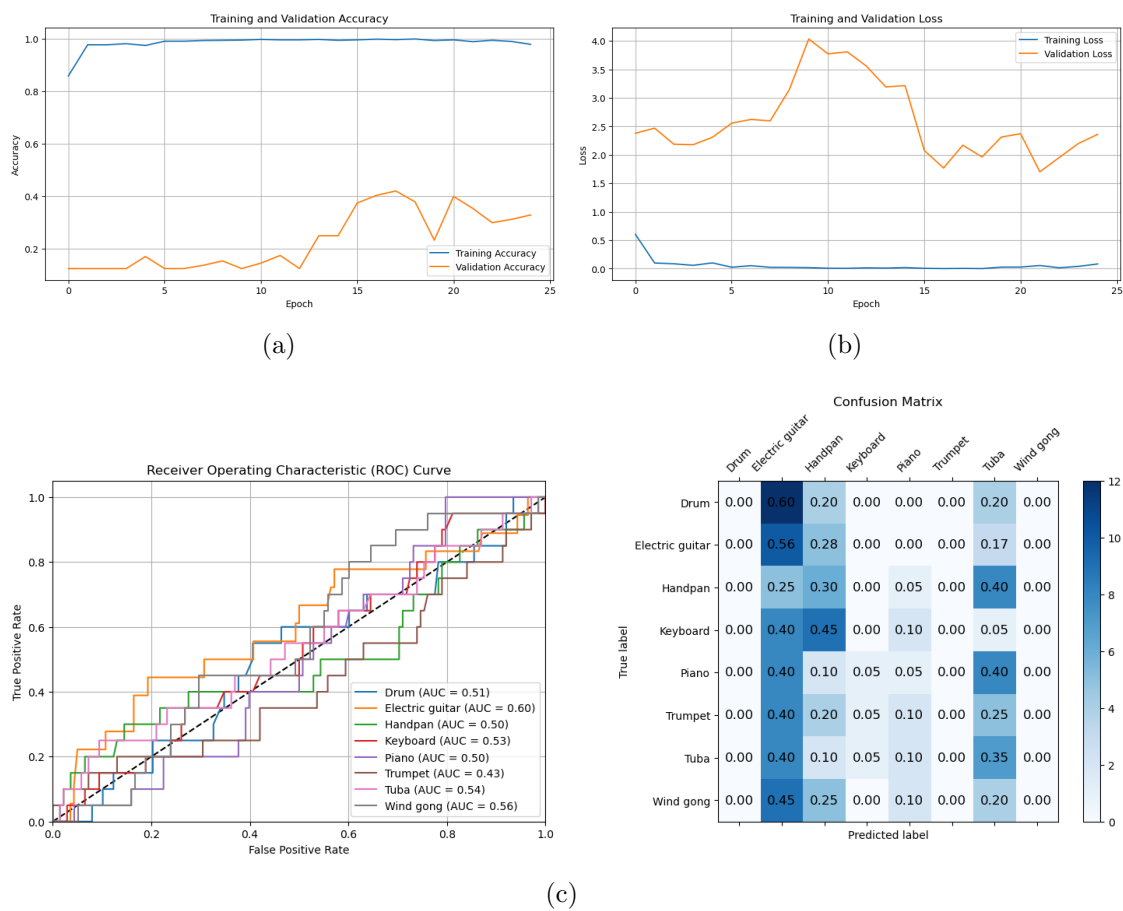 Training and Validation Accuracy
1.0
0.8
0.6
0.4
0.2
Accuracy
Training Accuracy
Validation Accuracy
0 5 10 15 20 25
Epoch
(a)
Training and Validation Loss
4.0
3.5
3.0
2.5
2.0
1.5
1.0
0.5
0.0
Loss
Training Loss
Validation Loss
0 5 10 15 20 25
Epoch
(b)
Receiver Operating Characteristic (ROC) Curve
1.0
0.8
0.6
0.4
0.2
0.0
True Positive Rate
Drum (AUC = 0.51)
Electric guitar (AUC = 0.60)
Handpan (AUC = 0.50)
Keyboard (AUC = 0.53)
Piano (AUC = 0.50)
Trumpet (AUC = 0.43)
Tuba (AUC = 0.54)
Wind gong (AUC = 0.56)
0.0 0.2 0.4 0.6 0.8 1.0
False Positive Rate
Confusion Matrix
Drum Electric guitar Handpan Keyboard Piano Trumpet Tuba Wind gong
True label
Drum 0.00 0.60 0.20 0.00 0.00 0.00 0.20 0.00
Electric guitar 0.00 0.56 0.28 0.00 0.00 0.00 0.17 0.00
Handpan 0.00 0.25 0.30 0.00 0.05 0.00 0.40 0.00
Keyboard 0.00 0.40 0.45 0.00 0.10 0.00 0.05 0.00
Piano 0.00 0.40 0.10 0.05 0.05 0.00 0.40 0.00
Trumpet 0.00 0.40 0.20 0.05 0.10 0.00 0.25 0.00
Tuba 0.00 0.40 0.10 0.05 0.10 0.00 0.35 0.00
Wind gong 0.00 0.45 0.25 0.00 0.10 0.00 0.20 0.00
Predicted label
12
10
8
6
4
2
0
(c)